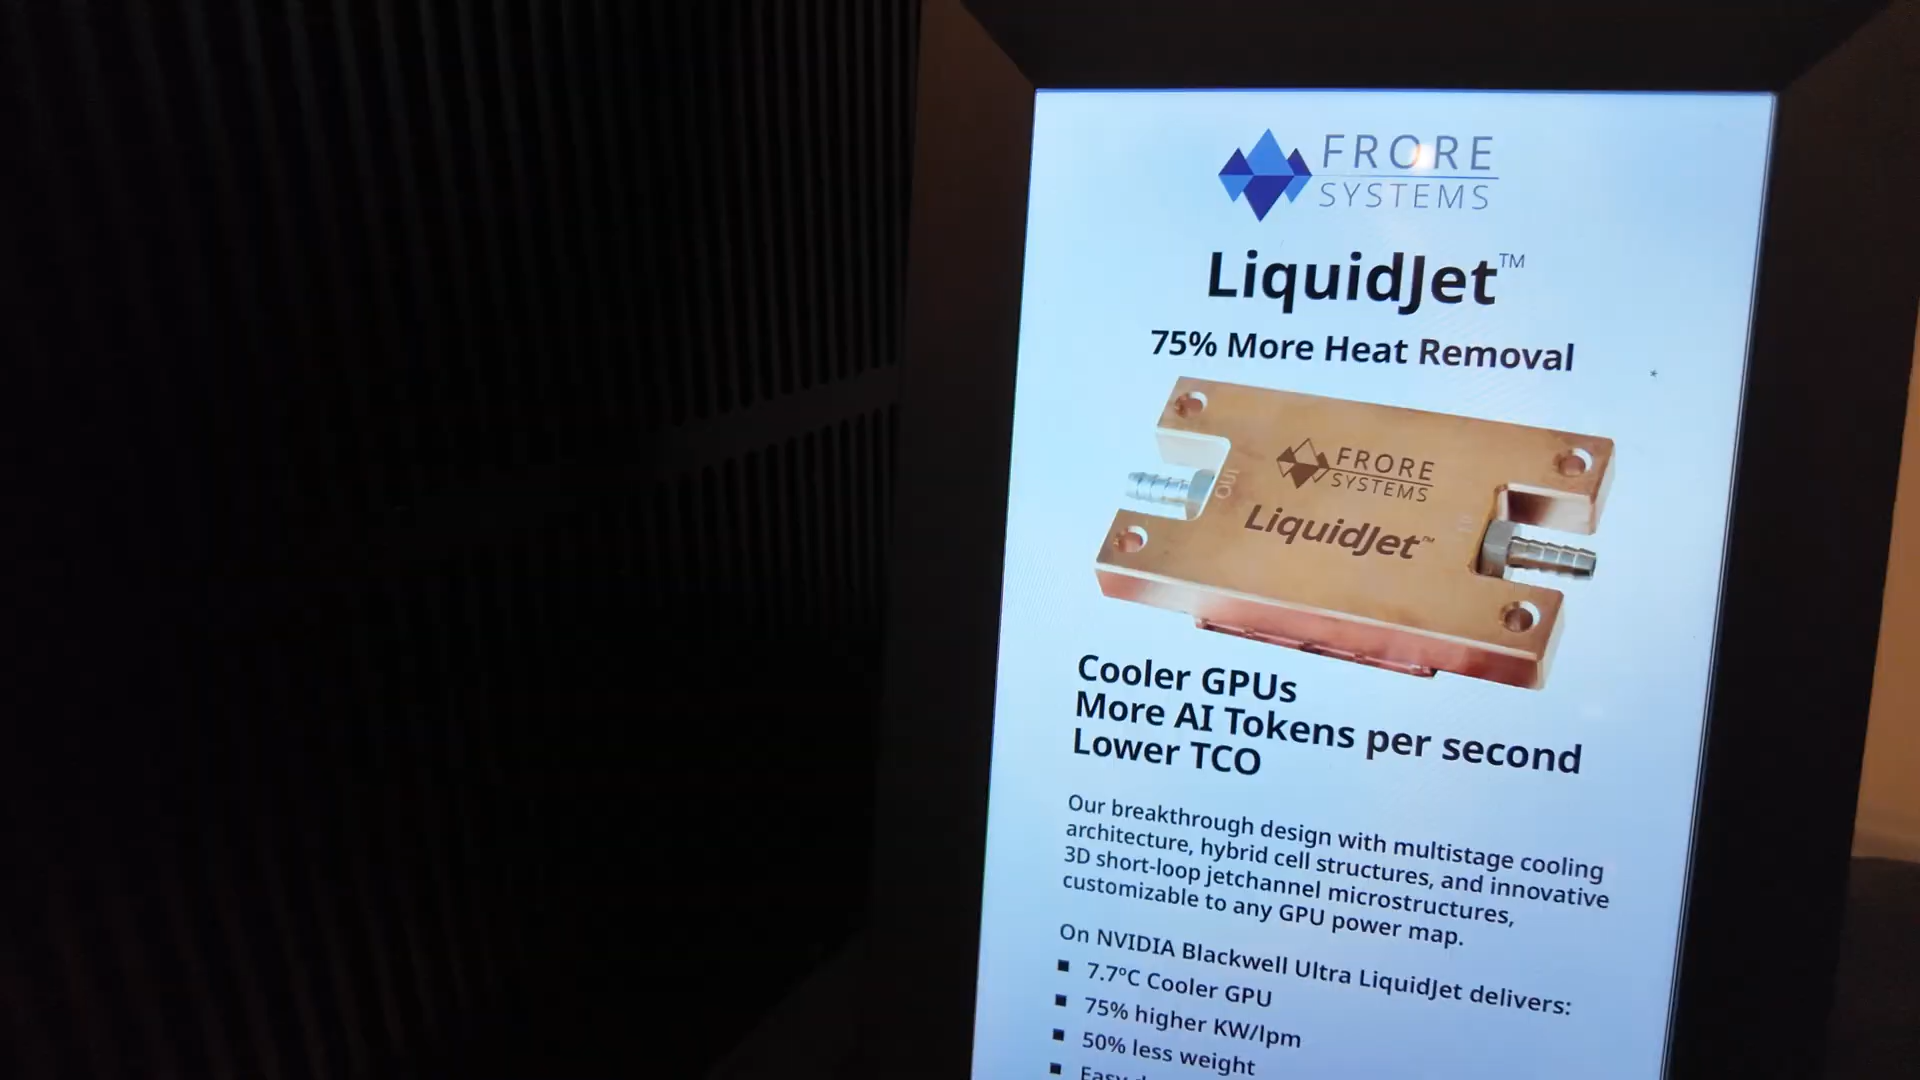 FRORE
SYSTEMS
LiquidJet™
75% More Heat Removal
*
FRORE
SYSTEMS
OUT
LiquidJet™
Cooler GPUs
More AI Tokens per second
Lower TCO
Our breakthrough design with multistage cooling
architecture, hybrid cell structures, and innovative
3D short-loop jetchannel microstructures,
customizable to any GPU power map.
On NVIDIA Blackwell Ultra LiquidJet delivers:
▪ 7.7ºC Cooler GPU
▪ 75% higher KW/lpm
▪ 50% less weight